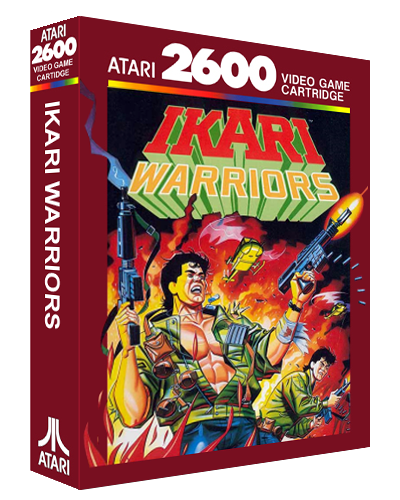 ATARI
2600
VIDEO GAME
CARTRIDGE
IKARI WARRIORS
ATARI
ATARI 2600 VIDEO GAME
CARTRIDGE
IKARI
WARRIORS